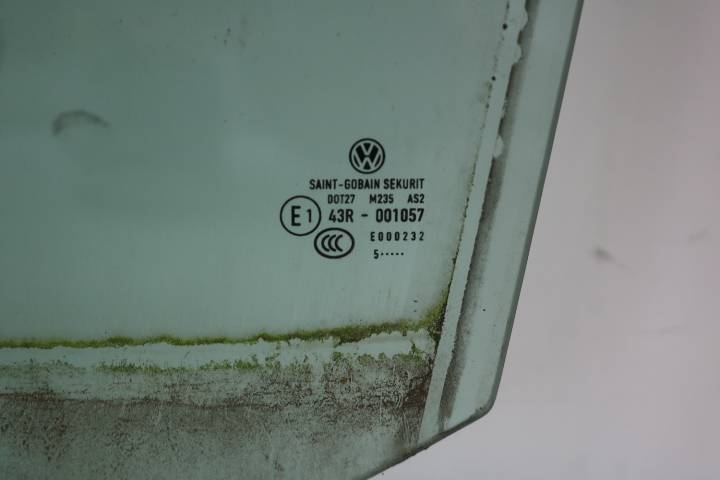 VW
SAINT-GOBAIN SEKURIT
DOT27 M235 AS2
E1 43R - 001057
CCC E000232
5·····